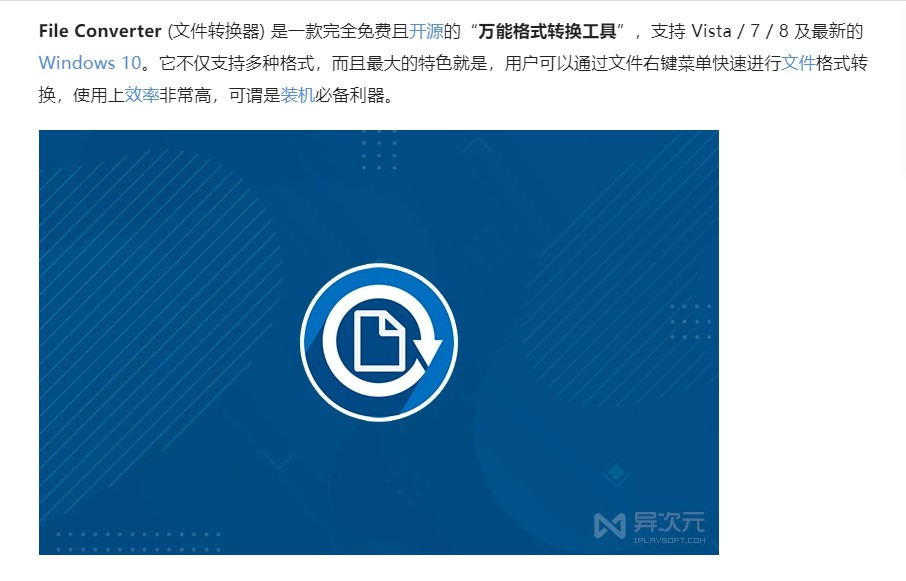 File Converter (文件转换器) 是一款完全免费且开源的“万能格式转换工具”，支持 Vista / 7 / 8 及最新的
Windows 10。它不仅支持多种格式，而且最大的特色就是，用户可以通过文件右键菜单快速进行文件格式转
换，使用上效率非常高，可谓是装机必备利器。
异次元
IPLAYSOFT.COM